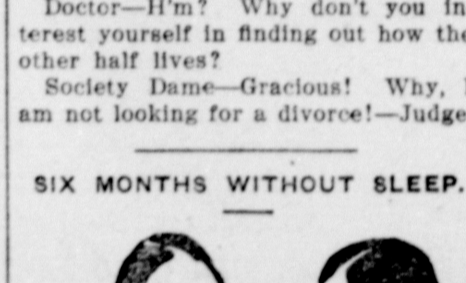 Doctor—H'm? Why don't you in-
terest yourself in finding out how the
other half lives?
Society Dame—Gracious! Why, I
am not looking for a divorce!—Judge
SIX MONTHS WITHOUT SLEEP.